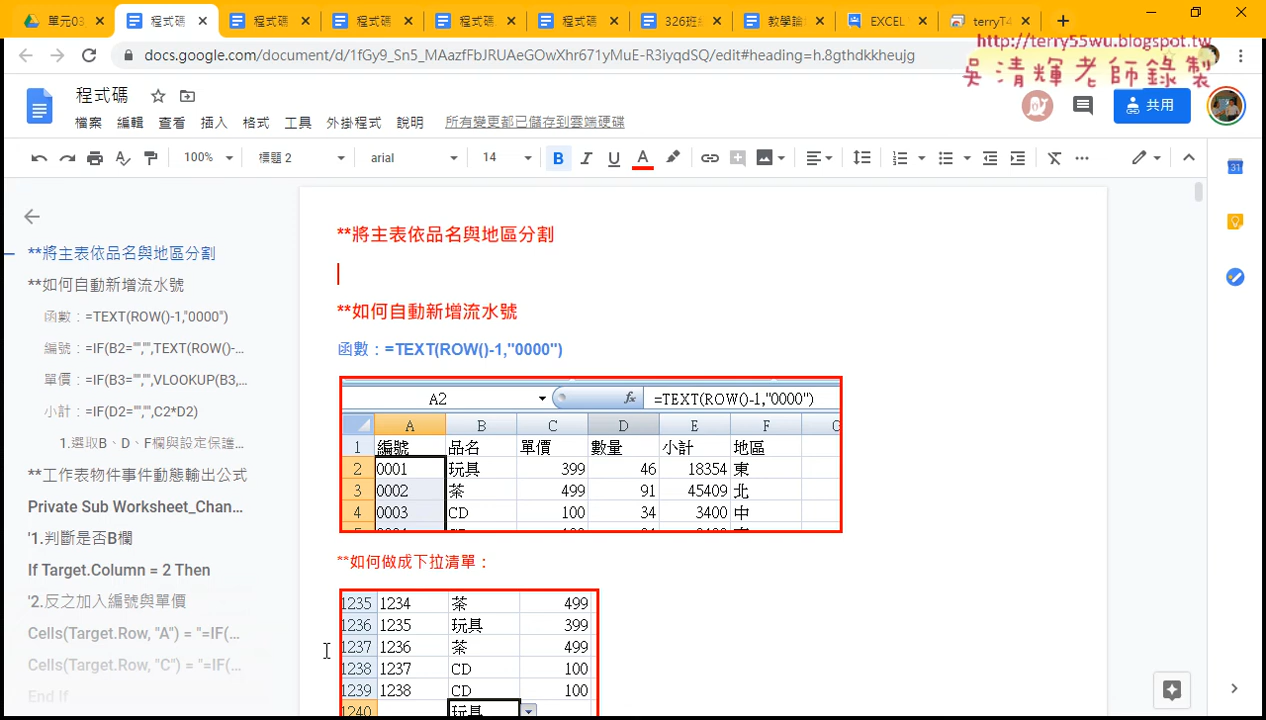 單元03
程式碼
程式碼
程式碼
程式碼
程式碼
326班
教學論
EXCEL
terryT4
docs.google.com/document/d/1fGy9_Sn5_MAazfFbJRUAeGOwXhr671yMuE-R3iyqdSQ/edit#heading=h.8gthdkkheujg
http://terry55wu.blogspot.tw
吳清輝老師錄製
程式碼
共用
檔案 編輯 查看 插入 格式 工具 外掛程式 說明 所有變更都已儲存到雲端硬碟
100% 標題 2 arial 14 B I U A
31
**將主表依品名與地區分割
**如何自動新增流水號
函數：=TEXT(ROW()-1,"0000")
編號：=IF(B2="","",TEXT(ROW()-...
單價：=IF(B3="","",VLOOKUP(B3,...
小計：=IF(D2="","",C2*D2)
1.選取B、D、F欄與設定保護...
**工作表物件事件動態輸出公式
Private Sub Worksheet_Chan...
'1.判斷是否B欄
If Target.Column = 2 Then
'2.反之加入編號與單價
Cells(Target.Row, "A") = "=IF(...
Cells(Target.Row, "C") = "=IF(...
End If
**將主表依品名與地區分割
**如何自動新增流水號
函數：=TEXT(ROW()-1,"0000")
A2 fx =TEXT(ROW()-1,"0000")
A B C D E F
1 編號 品名 單價 數量 小計 地區
2 0001 玩具 399 46 18354 東
3 0002 茶 499 91 45409 北
4 0003 CD 100 34 3400 中
**如何做成下拉清單：
1235 1234 茶 499
1236 1235 玩具 399
1237 1236 茶 499
1238 1237 CD 100
1239 1238 CD 100
1240 玩具